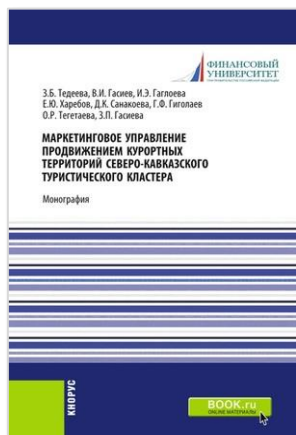 ФИНАНСОВЫЙ
УНИВЕРСИТЕТ
З.Б. Тедеева, В.И. Гасиев, И.Э. Гаглоева
Е.Ю. Харебов, Д.К. Санакоева, Г.Ф. Гиголаев
О.Р. Тегетаева, З.П. Гасиева
МАРКЕТИНГОВОЕ УПРАВЛЕНИЕ
ПРОДВИЖЕНИЕМ КУРОРТНЫХ
ТЕРРИТОРИЙ СЕВЕРО-КАВКАЗСКОГО
ТУРИСТИЧЕСКОГО КЛАСТЕРА
Монография
КНОРУС
BOOK.ru
ONLINE МАТЕРИАЛЫ